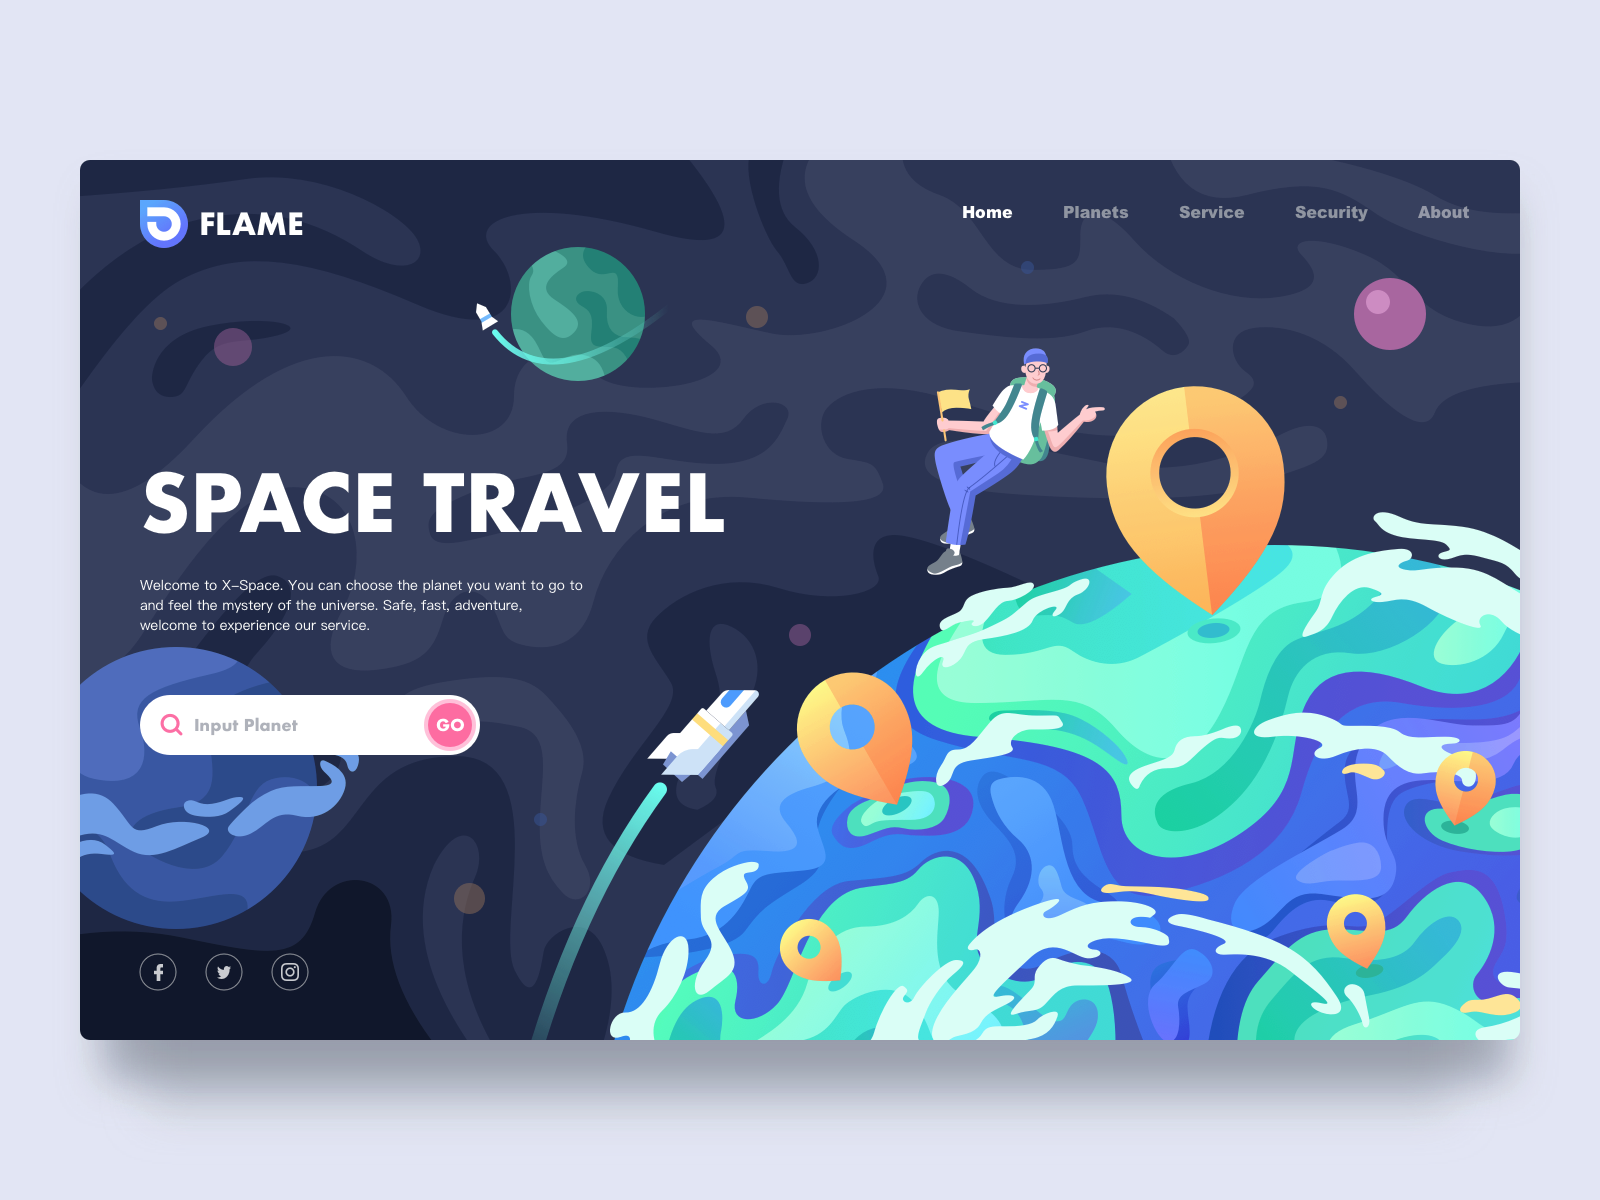 FLAME
Home Planets Service Security About
SPACE TRAVEL
Welcome to X-Space. You can choose the planet you want to go to
and feel the mystery of the universe. Safe, fast, adventure,
welcome to experience our service.
Input Planet GO